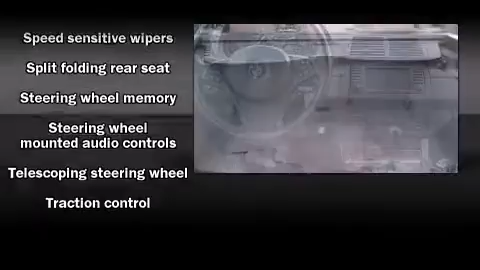 Speed sensitive wipers
Split folding rear seat
Steering wheel memory
Steering wheel
mounted audio controls
Telescoping steering wheel
Traction control